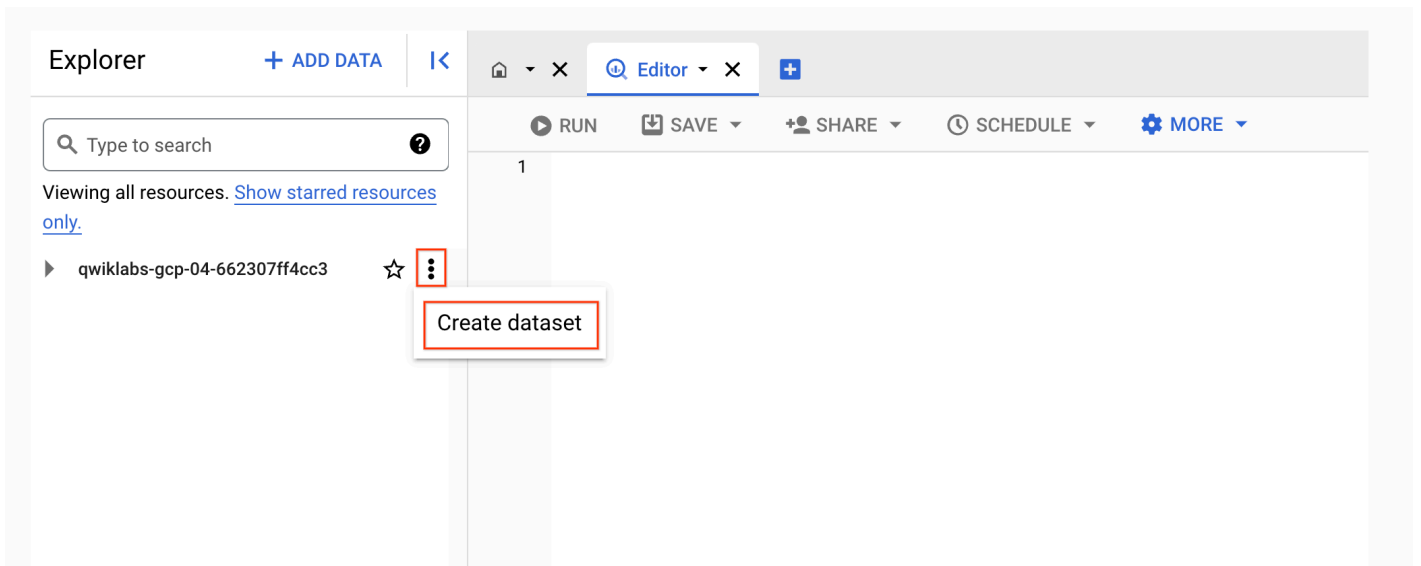 Explorer
+ ADD DATA
Editor
Type to search
Viewing all resources. Show starred resources
only.
qwiklabs-gcp-04-662307ff4cc3
Create dataset
RUN
SAVE
SHARE
SCHEDULE
MORE
1